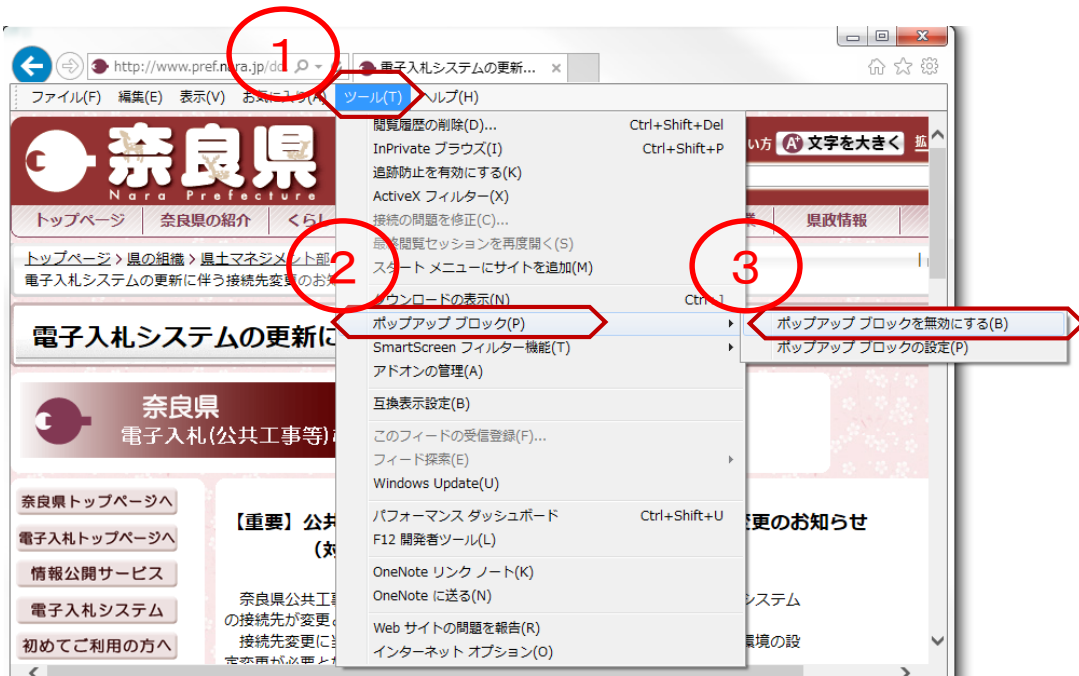 1
http://www.pref.nara.jp/dd
電子入札システムの更新... ×
ファイル(F) 編集(E) 表示(V) お気に入り(A) ツール(T) ヘルプ(H)
閲覧履歴の削除(D)... Ctrl+Shift+Del
InPrivate ブラウズ(I) Ctrl+Shift+P
追跡防止を有効にする(K)
ActiveX フィルター(X)
接続の問題を修正(C)...
最終閲覧セッションを再度開く(S)
スタート メニューにサイトを追加(M)
2
3
ダウンロードの表示(N) Ctrl+J
ポップアップ ブロック(P)
ポップアップ ブロックを無効にする(B)
ポップアップ ブロックの設定(P)
SmartScreen フィルター機能(T)
アドオンの管理(A)
互換表示設定(B)
このフィードの受信登録(F)...
フィード探索(E)
Windows Update(U)
パフォーマンス ダッシュボード Ctrl+Shift+U
F12 開発者ツール(L)
OneNote リンク ノート(K)
OneNote に送る(N)
Web サイトの問題を報告(R)
インターネット オプション(O)
奈良県
Nara Prefecture
い方 A 文字を大きく 拡
トップページ 奈良県の紹介 くらし 県政情報
トップページ > 県の組織 > 県土マネジメント部
電子入札システムの更新に伴う接続先変更のお知
電子入札システムの更新に
奈良県
電子入札(公共工事等)
奈良県トップページへ
電子入札トップページへ
情報公開サービス
電子入札システム
初めてご利用の方へ
【重要】公共 変更のお知らせ
(対
奈良県公共工事 システム
の接続先が変更
接続先変更に 環境の設
定変更が必要と